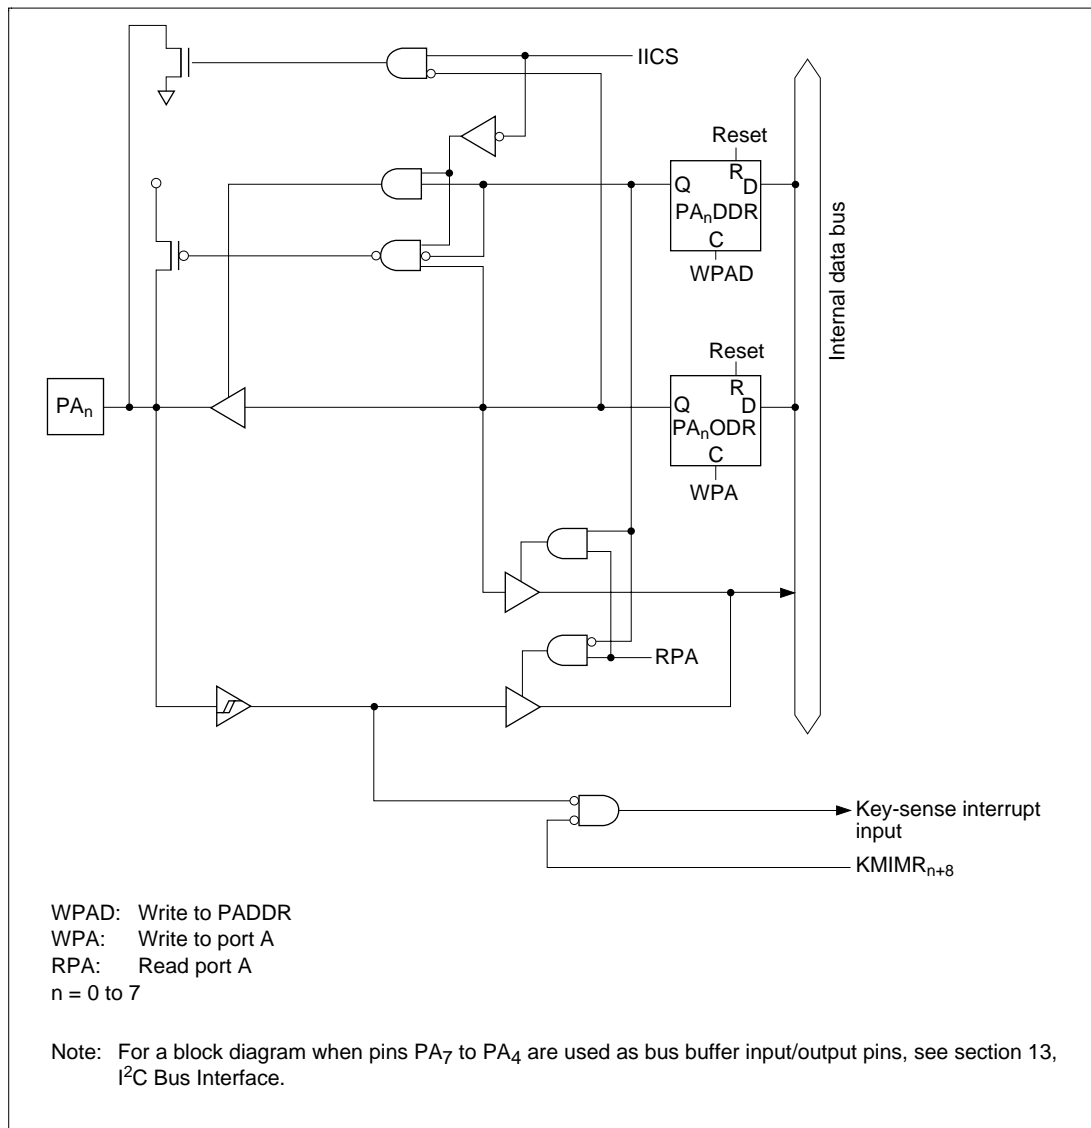 IICS
Reset
R
Q
D
PAnDDR
C
WPAD
Internal data bus
Reset
R
PAn
Q
D
PAnODR
C
WPA
RPA
Key-sense interrupt
input
KMIMRn+8
WPAD: Write to PADDR
WPA: Write to port A
RPA: Read port A
n = 0 to 7
Note: For a block diagram when pins PA7 to PA4 are used as bus buffer input/output pins, see section 13,
I2C Bus Interface.